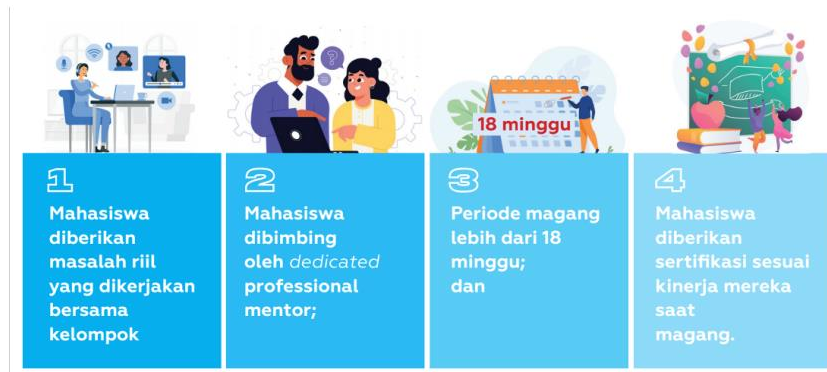 18 minggu
1
Mahasiswa
diberikan
masalah riil
yang dikerjakan
bersama
kelompok
2
Mahasiswa
dibimbing
oleh dedicated
professional
mentor;
3
Periode magang
lebih dari 18
minggu;
dan
4
Mahasiswa
diberikan
sertifikasi sesuai
kinerja mereka
saat
magang.